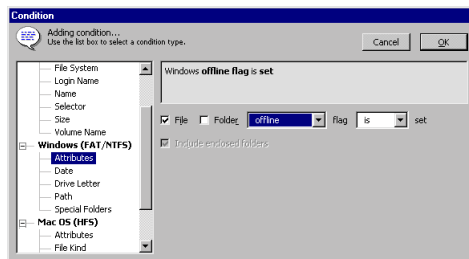 Condition
Adding condition...
Use the list box to select a condition type.
Cancel
OK
File System
Login Name
Name
Selector
Size
Volume Name
Windows (FAT/NTFS)
Attributes
Date
Drive Letter
Path
Special Folders
Mac OS (HFS)
Attributes
File Kind
Windows offline flag is set
File Folder offline flag is set
Include enclosed folders